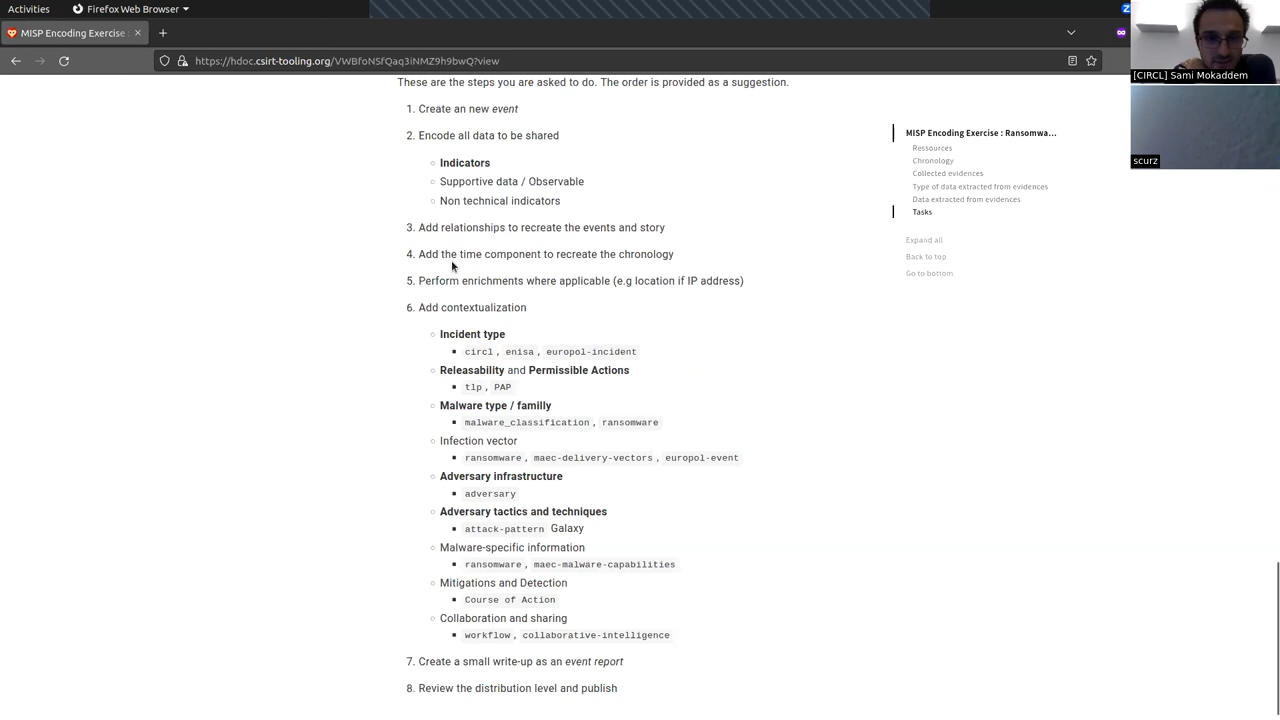 Activities
Firefox Web Browser
MISP Encoding Exercise :
https://hdoc.csirt-tooling.org/VWBfoNSfQaq3iNMZ9h9bwQ?view
[CIRCL] Sami Mokaddem
scurz
These are the steps you are asked to do. The order is provided as a suggestion.
1. Create an new event
2. Encode all data to be shared
Indicators
Supportive data / Observable
Non technical indicators
3. Add relationships to recreate the events and story
4. Add the time component to recreate the chronology
5. Perform enrichments where applicable (e.g location if IP address)
6. Add contextualization
Incident type
circl , enisa , europol-incident
Releasability and Permissible Actions
tlp , PAP
Malware type / familly
malware_classification , ransomware
Infection vector
ransomware , maec-delivery-vectors , europol-event
Adversary infrastructure
adversary
Adversary tactics and techniques
attack-pattern Galaxy
Malware-specific information
ransomware , maec-malware-capabilities
Mitigations and Detection
Course of Action
Collaboration and sharing
workflow , collaborative-intelligence
7. Create a small write-up as an event report
8. Review the distribution level and publish
MISP Encoding Exercise : Ransomwa...
Ressources
Chronology
Collected evidences
Type of data extracted from evidences
Data extracted from evidences
Tasks
Expand all
Back to top
Go to bottom